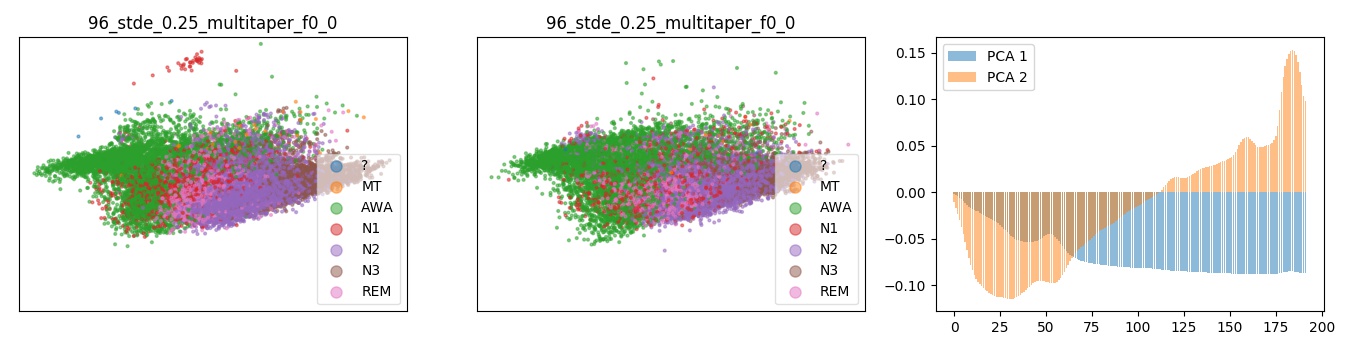 96_stde_0.25_multitaper_f0_0
?
MT
AWA
N1
N2
N3
REM
96_stde_0.25_multitaper_f0_0
?
MT
AWA
N1
N2
N3
REM
PCA 1
PCA 2
0.15
0.10
0.05
0.00
−0.05
−0.10
0 25 50 75 100 125 150 175 200